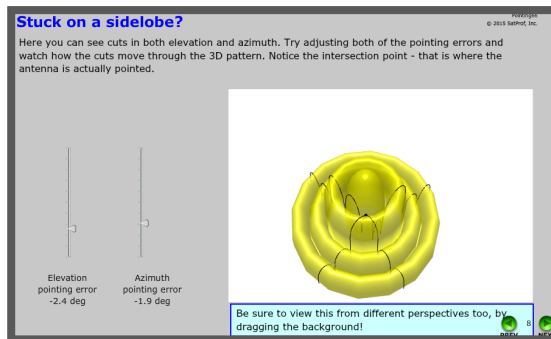 Stuck on a sidelobe?
Pointing06
© 2015 SatProf, Inc.
Here you can see cuts in both elevation and azimuth. Try adjusting both of the pointing errors and
watch how the cuts move through the 3D pattern. Notice the intersection point - that is where the
antenna is actually pointed.
Elevation
pointing error
-2.4 deg
Azimuth
pointing error
-1.9 deg
Be sure to view this from different perspectives too, by
dragging the background!
8